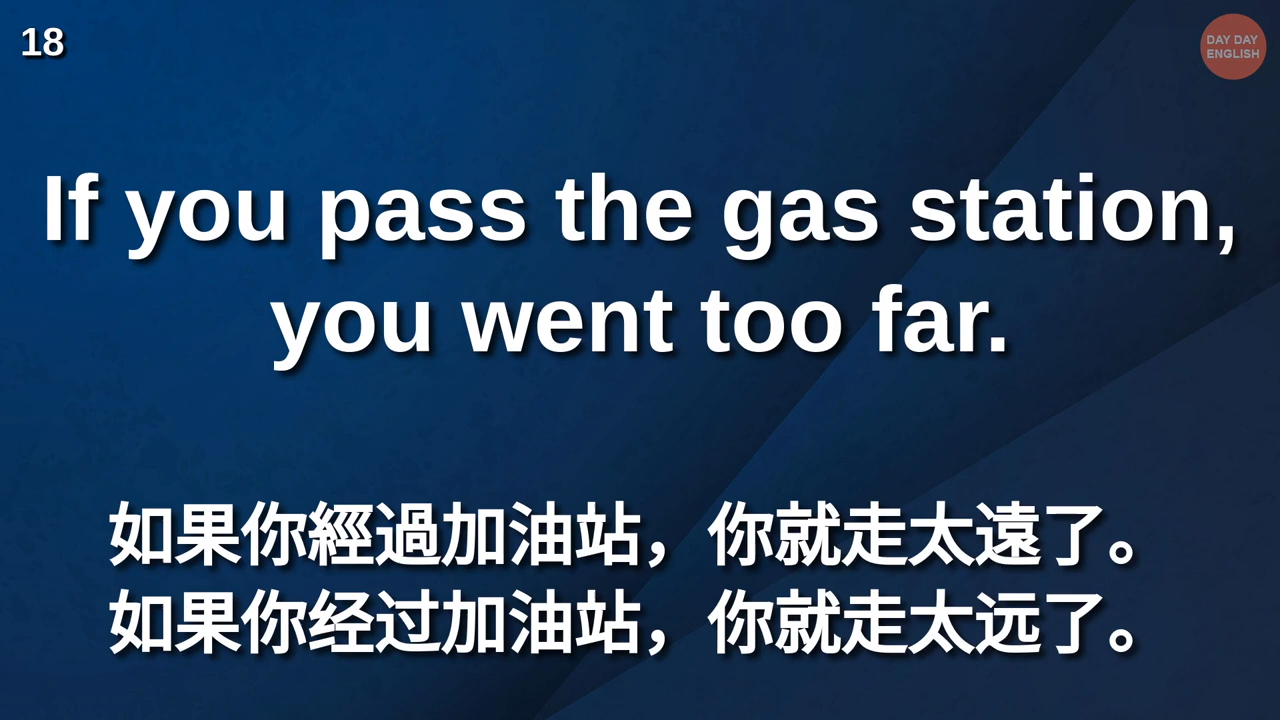 18
DAY DAY
ENGLISH
If you pass the gas station,
you went too far.
如果你經過加油站，你就走太遠了。
如果你经过加油站，你就走太远了。